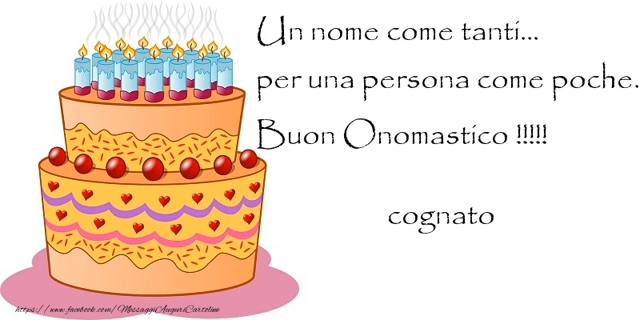 Un nome come tanti...
per una persona come poche.
Buon Onomastico !!!!!
cognato
https://www.facebook.com/MessaggiAuguriCartoline